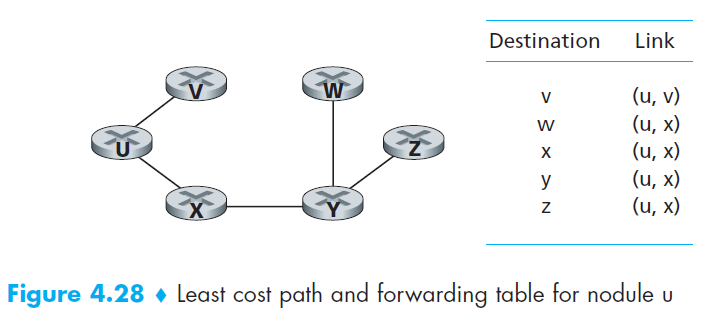 Destination Link
V W
v (u, v)
w (u, x)
U Z
x (u, x)
y (u, x)
X Y
z (u, x)
Figure 4.28 ♦ Least cost path and forwarding table for nodule u